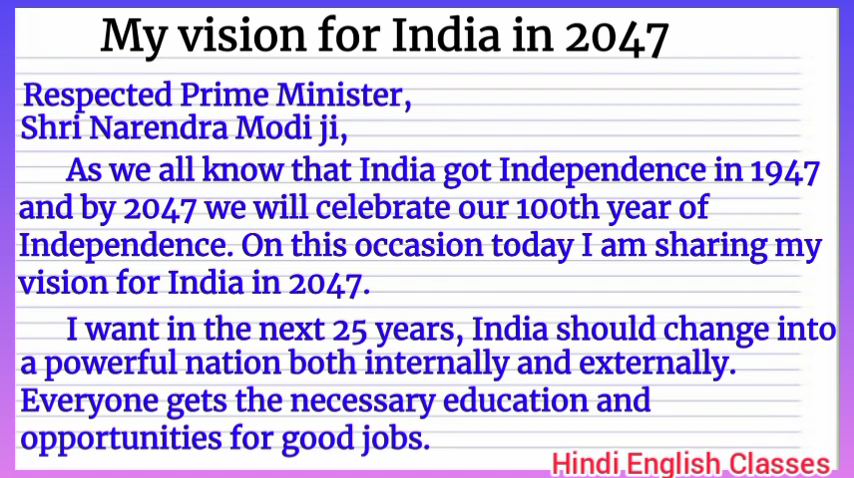 My vision for India in 2047
Respected Prime Minister,
Shri Narendra Modi ji,
As we all know that India got Independence in 1947
and by 2047 we will celebrate our 100th year of
Independence. On this occasion today I am sharing my
vision for India in 2047.
I want in the next 25 years, India should change into
a powerful nation both internally and externally.
Everyone gets the necessary education and
opportunities for good jobs.
Hindi English Classes